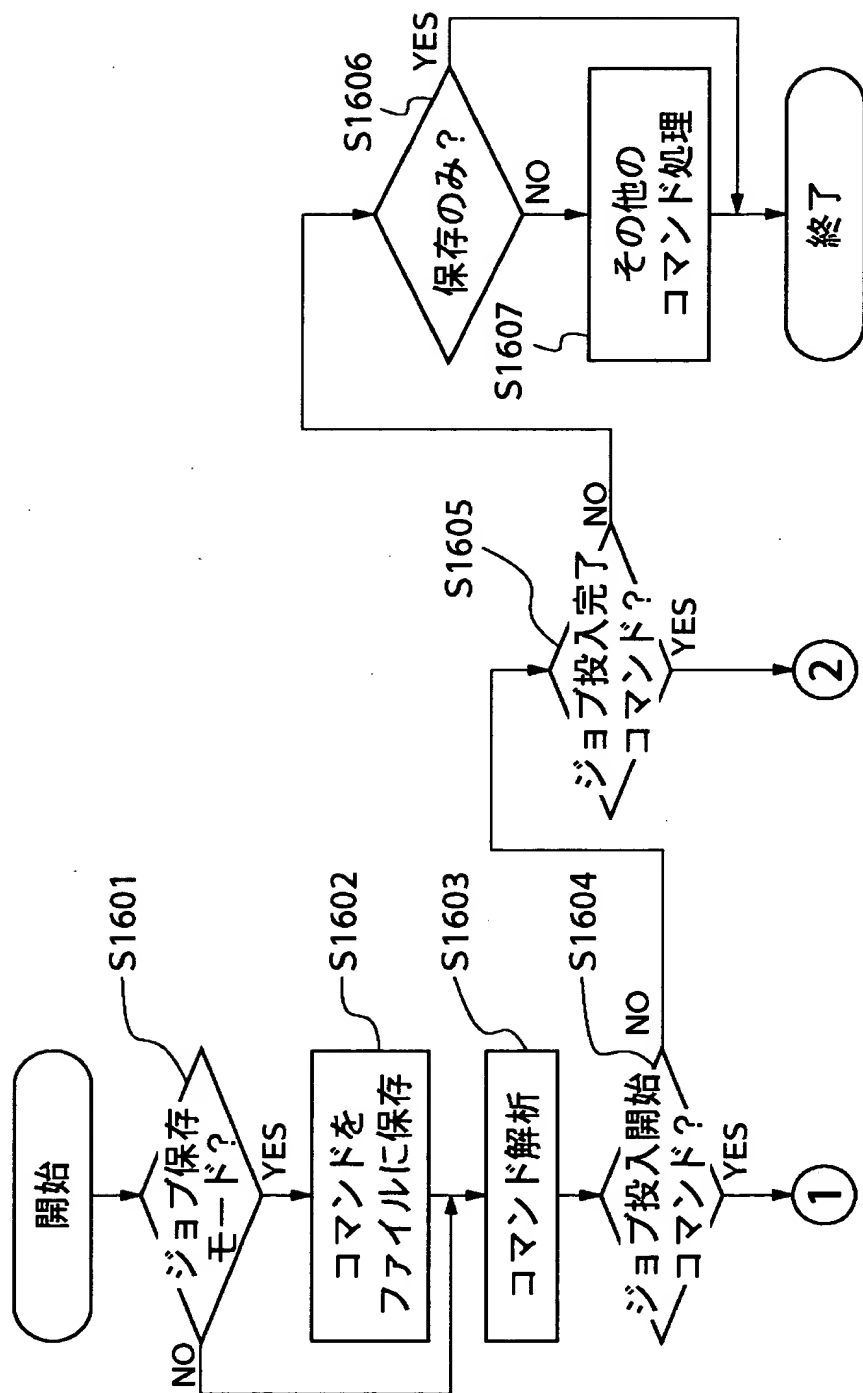 開始
S1601
ジョブ保存
モード?
NO
YES
S1602
コマンドを
ファイルに保存
S1603
コマンド解析
S1604
ジョブ投入開始
コマンド?
NO
YES
1
S1605
ジョブ投入完了
コマンド?
NO
YES
2
S1606
保存のみ?
YES
NO
S1607
その他の
コマンド処理
終了